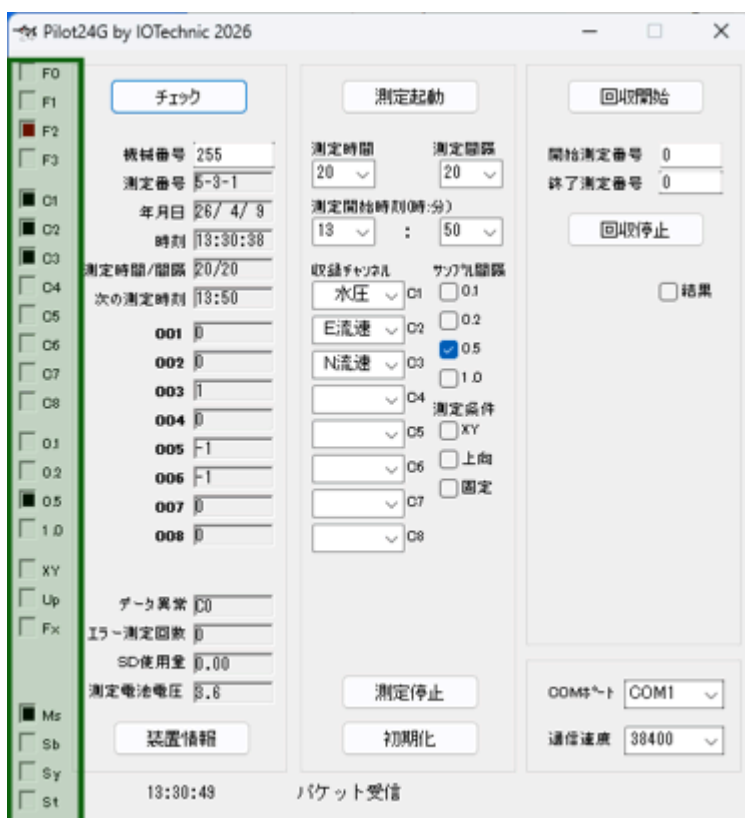 Pilot24G by IOTechnic 2026
F0
F1
F2
F3
C1
C2
C3
C4
C5
C6
C7
C8
0.1
0.2
0.5
1.0
XY
Up
Fx
Ms
Sb
Sy
St
チェック
機械番号 255
測定番号 5-3-1
年月日 26/ 4/ 9
時刻 13:30:38
測定時間/間隔 20/20
次の測定時刻 13:50
001 0
002 0
003 1
004 0
005 -1
006 -1
007 0
008 0
データ異常 C0
エラー測定回数 0
SD使用量 0.00
測定電池電圧 3.6
装置情報
13:30:49
測定起動
測定時間 測定間隔
20 20
測定開始時刻(時:分)
13 : 50
収録チャンネル サンプル間隔
水圧 C1 0.1
E流速 C2 0.2
N流速 C3 0.5
C4 1.0
測定条件
C5 XY
C6 上向
C7 固定
C8
測定停止
初期化
パケット受信
回収開始
開始測定番号 0
終了測定番号 0
回収停止
結果
COMポート COM1
通信速度 38400